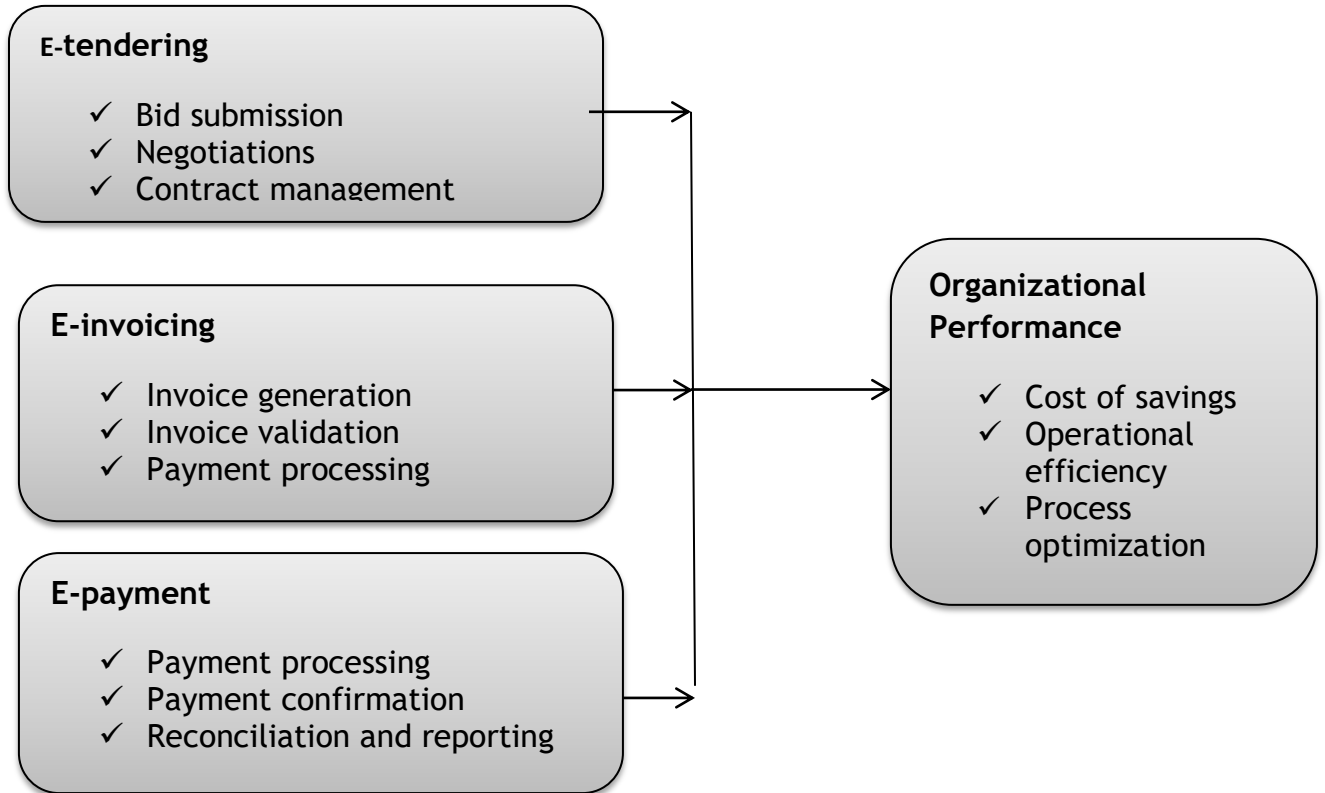 E-tendering
✓ Bid submission
✓ Negotiations
✓ Contract management
E-invoicing
✓ Invoice generation
✓ Invoice validation
✓ Payment processing
E-payment
✓ Payment processing
✓ Payment confirmation
✓ Reconciliation and reporting
Organizational
Performance
✓ Cost of savings
✓ Operational
efficiency
✓ Process
optimization